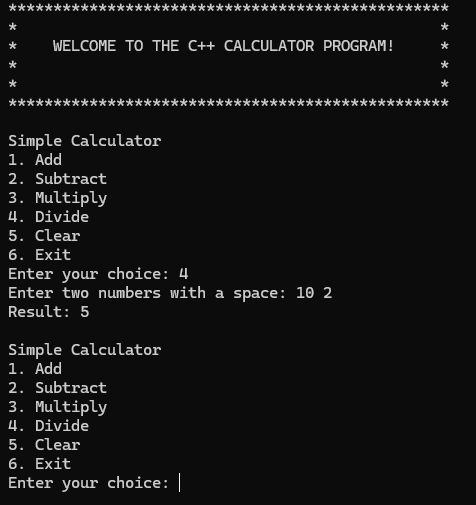 *************************************************
*                                               *
*    WELCOME TO THE C++ CALCULATOR PROGRAM!     *
*                                               *
*                                               *
*************************************************
Simple Calculator
1. Add
2. Subtract
3. Multiply
4. Divide
5. Clear
6. Exit
Enter your choice: 4
Enter two numbers with a space: 10 2
Result: 5
Simple Calculator
1. Add
2. Subtract
3. Multiply
4. Divide
5. Clear
6. Exit
Enter your choice: